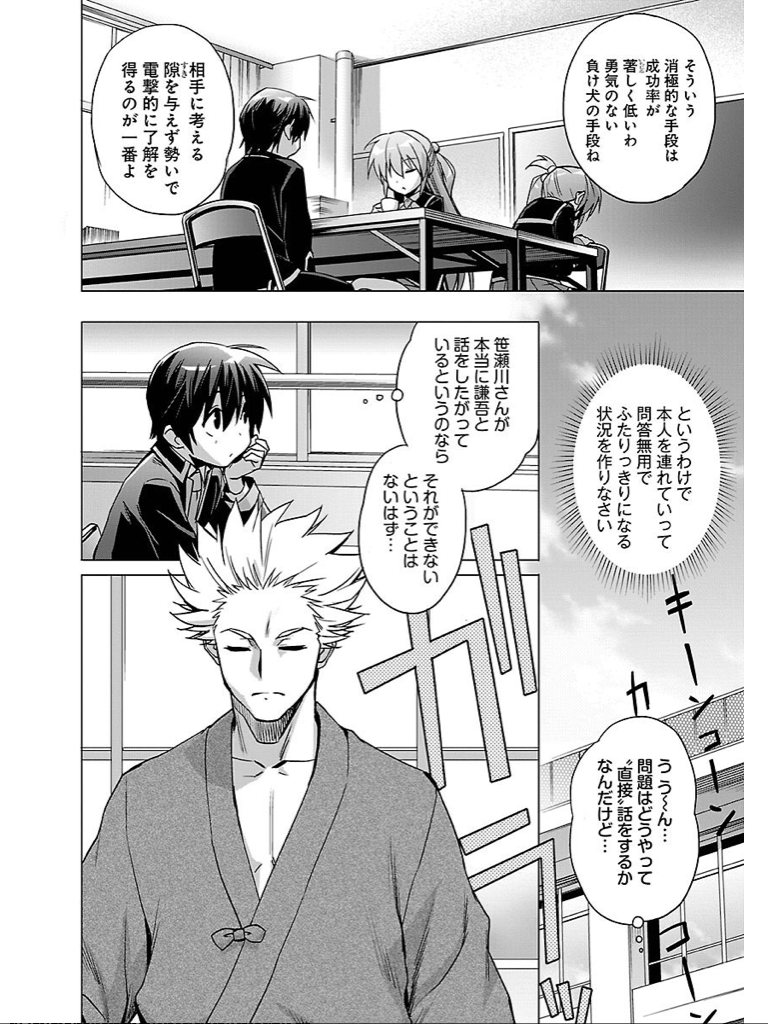 そういう
消極的な手段は
成功率が
著しく低いわ
勇気のない
負け犬の手段ね
相手に考える
隙を与えず勢いで
電撃的に了解を
得るのが一番よ
というわけで
本人を連れていって
問答無用で
ふたりっきりになる
状況を作りなさい
キーンコーンカーンコーン
う う~ん…
問題はどうやって
〝直接〟話をするか
なんだけど…
笹瀬川さんが
本当に謙吾と
話をしたがって
いるというのなら
それができない
ということは
ないはず…
ガラ